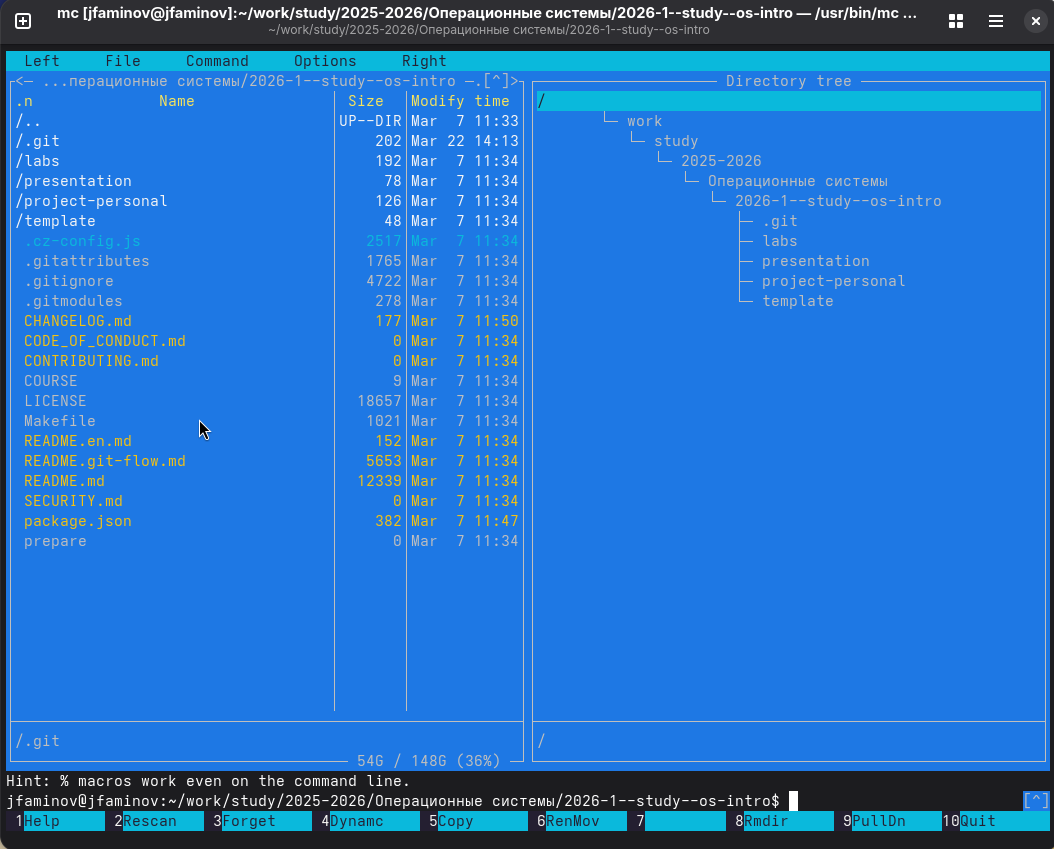 mc [jfaminov@jfaminov]:~/work/study/2025-2026/Операционные системы/2026-1--study--os-intro — /usr/bin/mc ...
~/work/study/2025-2026/Операционные системы/2026-1--study--os-intro
Left File Command Options Right
<— ...перационные системы/2026-1--study--os-intro —.[^]>
.n Name Size Modify time
/.. UP--DIR Mar 7 11:33
/.git 202 Mar 22 14:13
/labs 192 Mar 7 11:34
/presentation 78 Mar 7 11:34
/project-personal 126 Mar 7 11:34
/template 48 Mar 7 11:34
.cz-config.js 2517 Mar 7 11:34
.gitattributes 1765 Mar 7 11:34
.gitignore 4722 Mar 7 11:34
.gitmodules 278 Mar 7 11:34
CHANGELOG.md 177 Mar 7 11:50
CODE_OF_CONDUCT.md 0 Mar 7 11:34
CONTRIBUTING.md 0 Mar 7 11:34
COURSE 9 Mar 7 11:34
LICENSE 18657 Mar 7 11:34
Makefile 1021 Mar 7 11:34
README.en.md 152 Mar 7 11:34
README.git-flow.md 5653 Mar 7 11:34
README.md 12339 Mar 7 11:34
SECURITY.md 0 Mar 7 11:34
package.json 382 Mar 7 11:47
prepare 0 Mar 7 11:34
/.git
54G / 148G (36%)
Directory tree
/
work
study
2025-2026
Операционные системы
2026-1--study--os-intro
.git
labs
presentation
project-personal
template
/
Hint: % macros work even on the command line.
jfaminov@jfaminov:~/work/study/2025-2026/Операционные системы/2026-1--study--os-intro$ [^]
1Help 2Rescan 3Forget 4Dynamc 5Copy 6RenMov 7 8Rmdir 9PullDn 10Quit